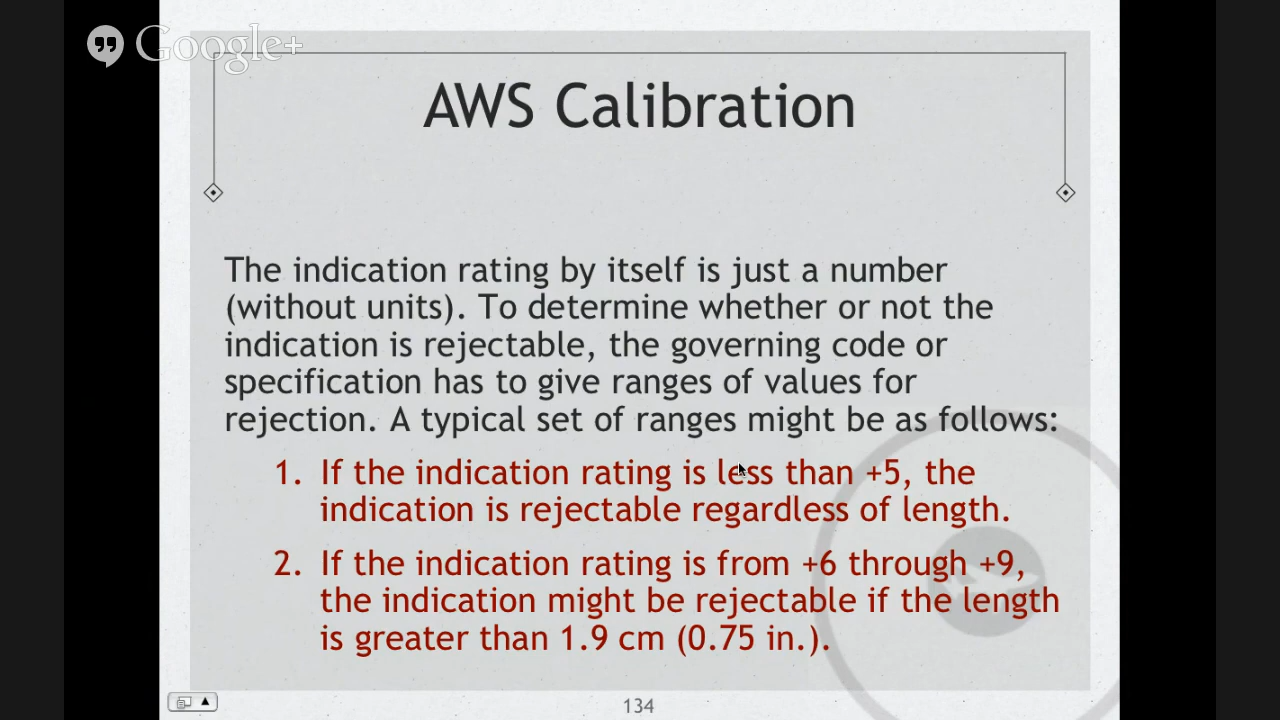 Google+
AWS Calibration
The indication rating by itself is just a number
(without units). To determine whether or not the
indication is rejectable, the governing code or
specification has to give ranges of values for
rejection. A typical set of ranges might be as follows:
1. If the indication rating is less than +5, the
indication is rejectable regardless of length.
2. If the indication rating is from +6 through +9,
the indication might be rejectable if the length
is greater than 1.9 cm (0.75 in.).
134